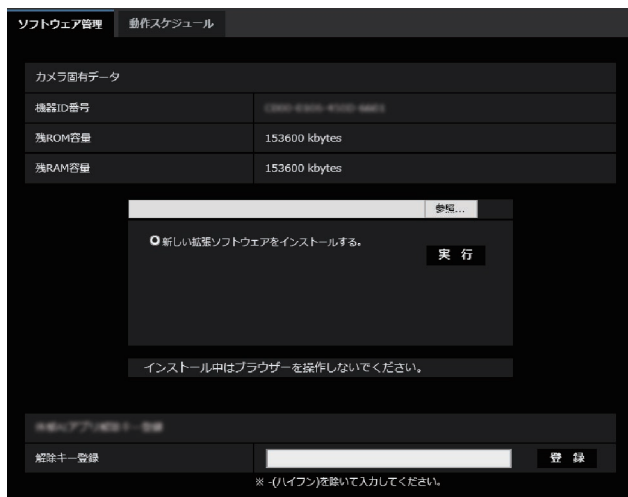 ソフトウェア管理 動作スケジュール
カメラ固有データ
機器ID番号
残ROM容量 153600 kbytes
残RAM容量 153600 kbytes
参照...
新しい拡張ソフトウェアをインストールする。
実 行
インストール中はブラウザーを操作しないでください。
解除キー登録 登 録
※ -(ハイフン)を除いて入力してください。